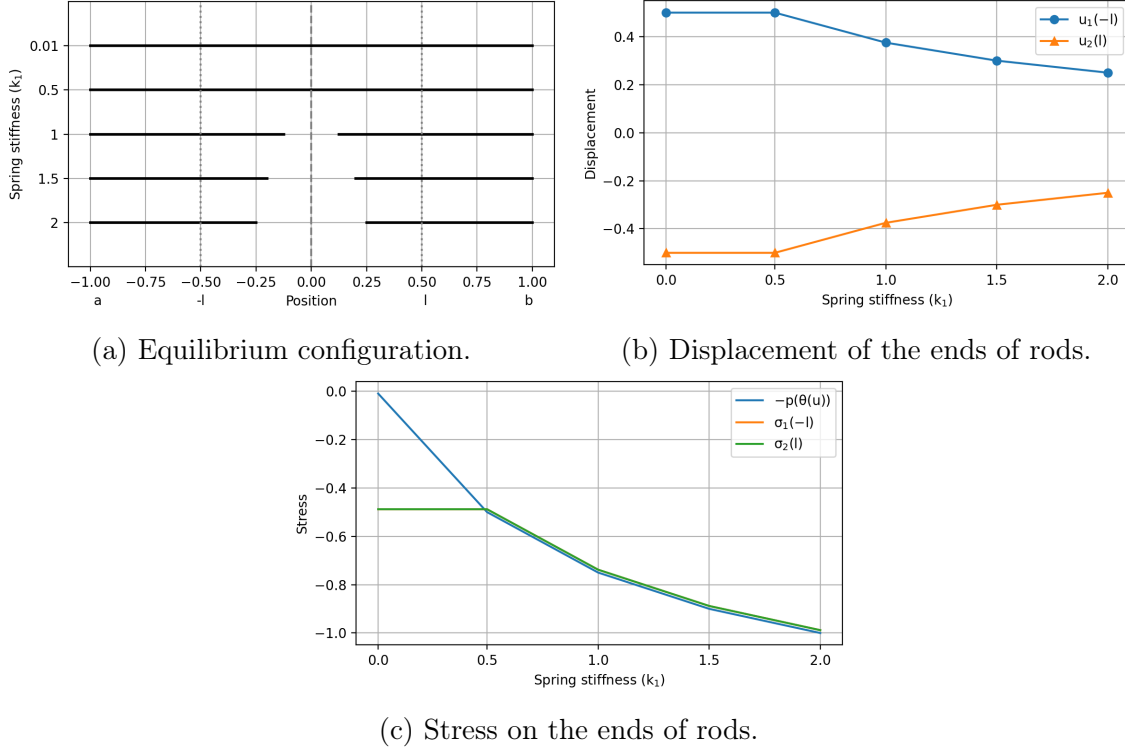 Spring stiffness (k₁)
0.01
0.5
1
1.5
2
−1.00 −0.75 −0.50 −0.25 0.00 0.25 0.50 0.75 1.00
a -l Position l b
(a) Equilibrium configuration.
Displacement
0.4
0.2
0.0
−0.2
−0.4
u₁(-l)
u₂(l)
0.0 0.5 1.0 1.5 2.0
Spring stiffness (k₁)
(b) Displacement of the ends of rods.
Stress
0.0
−0.2
−0.4
−0.6
−0.8
−1.0
−p(θ(u))
σ₁(-l)
σ₂(l)
0.0 0.5 1.0 1.5 2.0
Spring stiffness (k₁)
(c) Stress on the ends of rods.